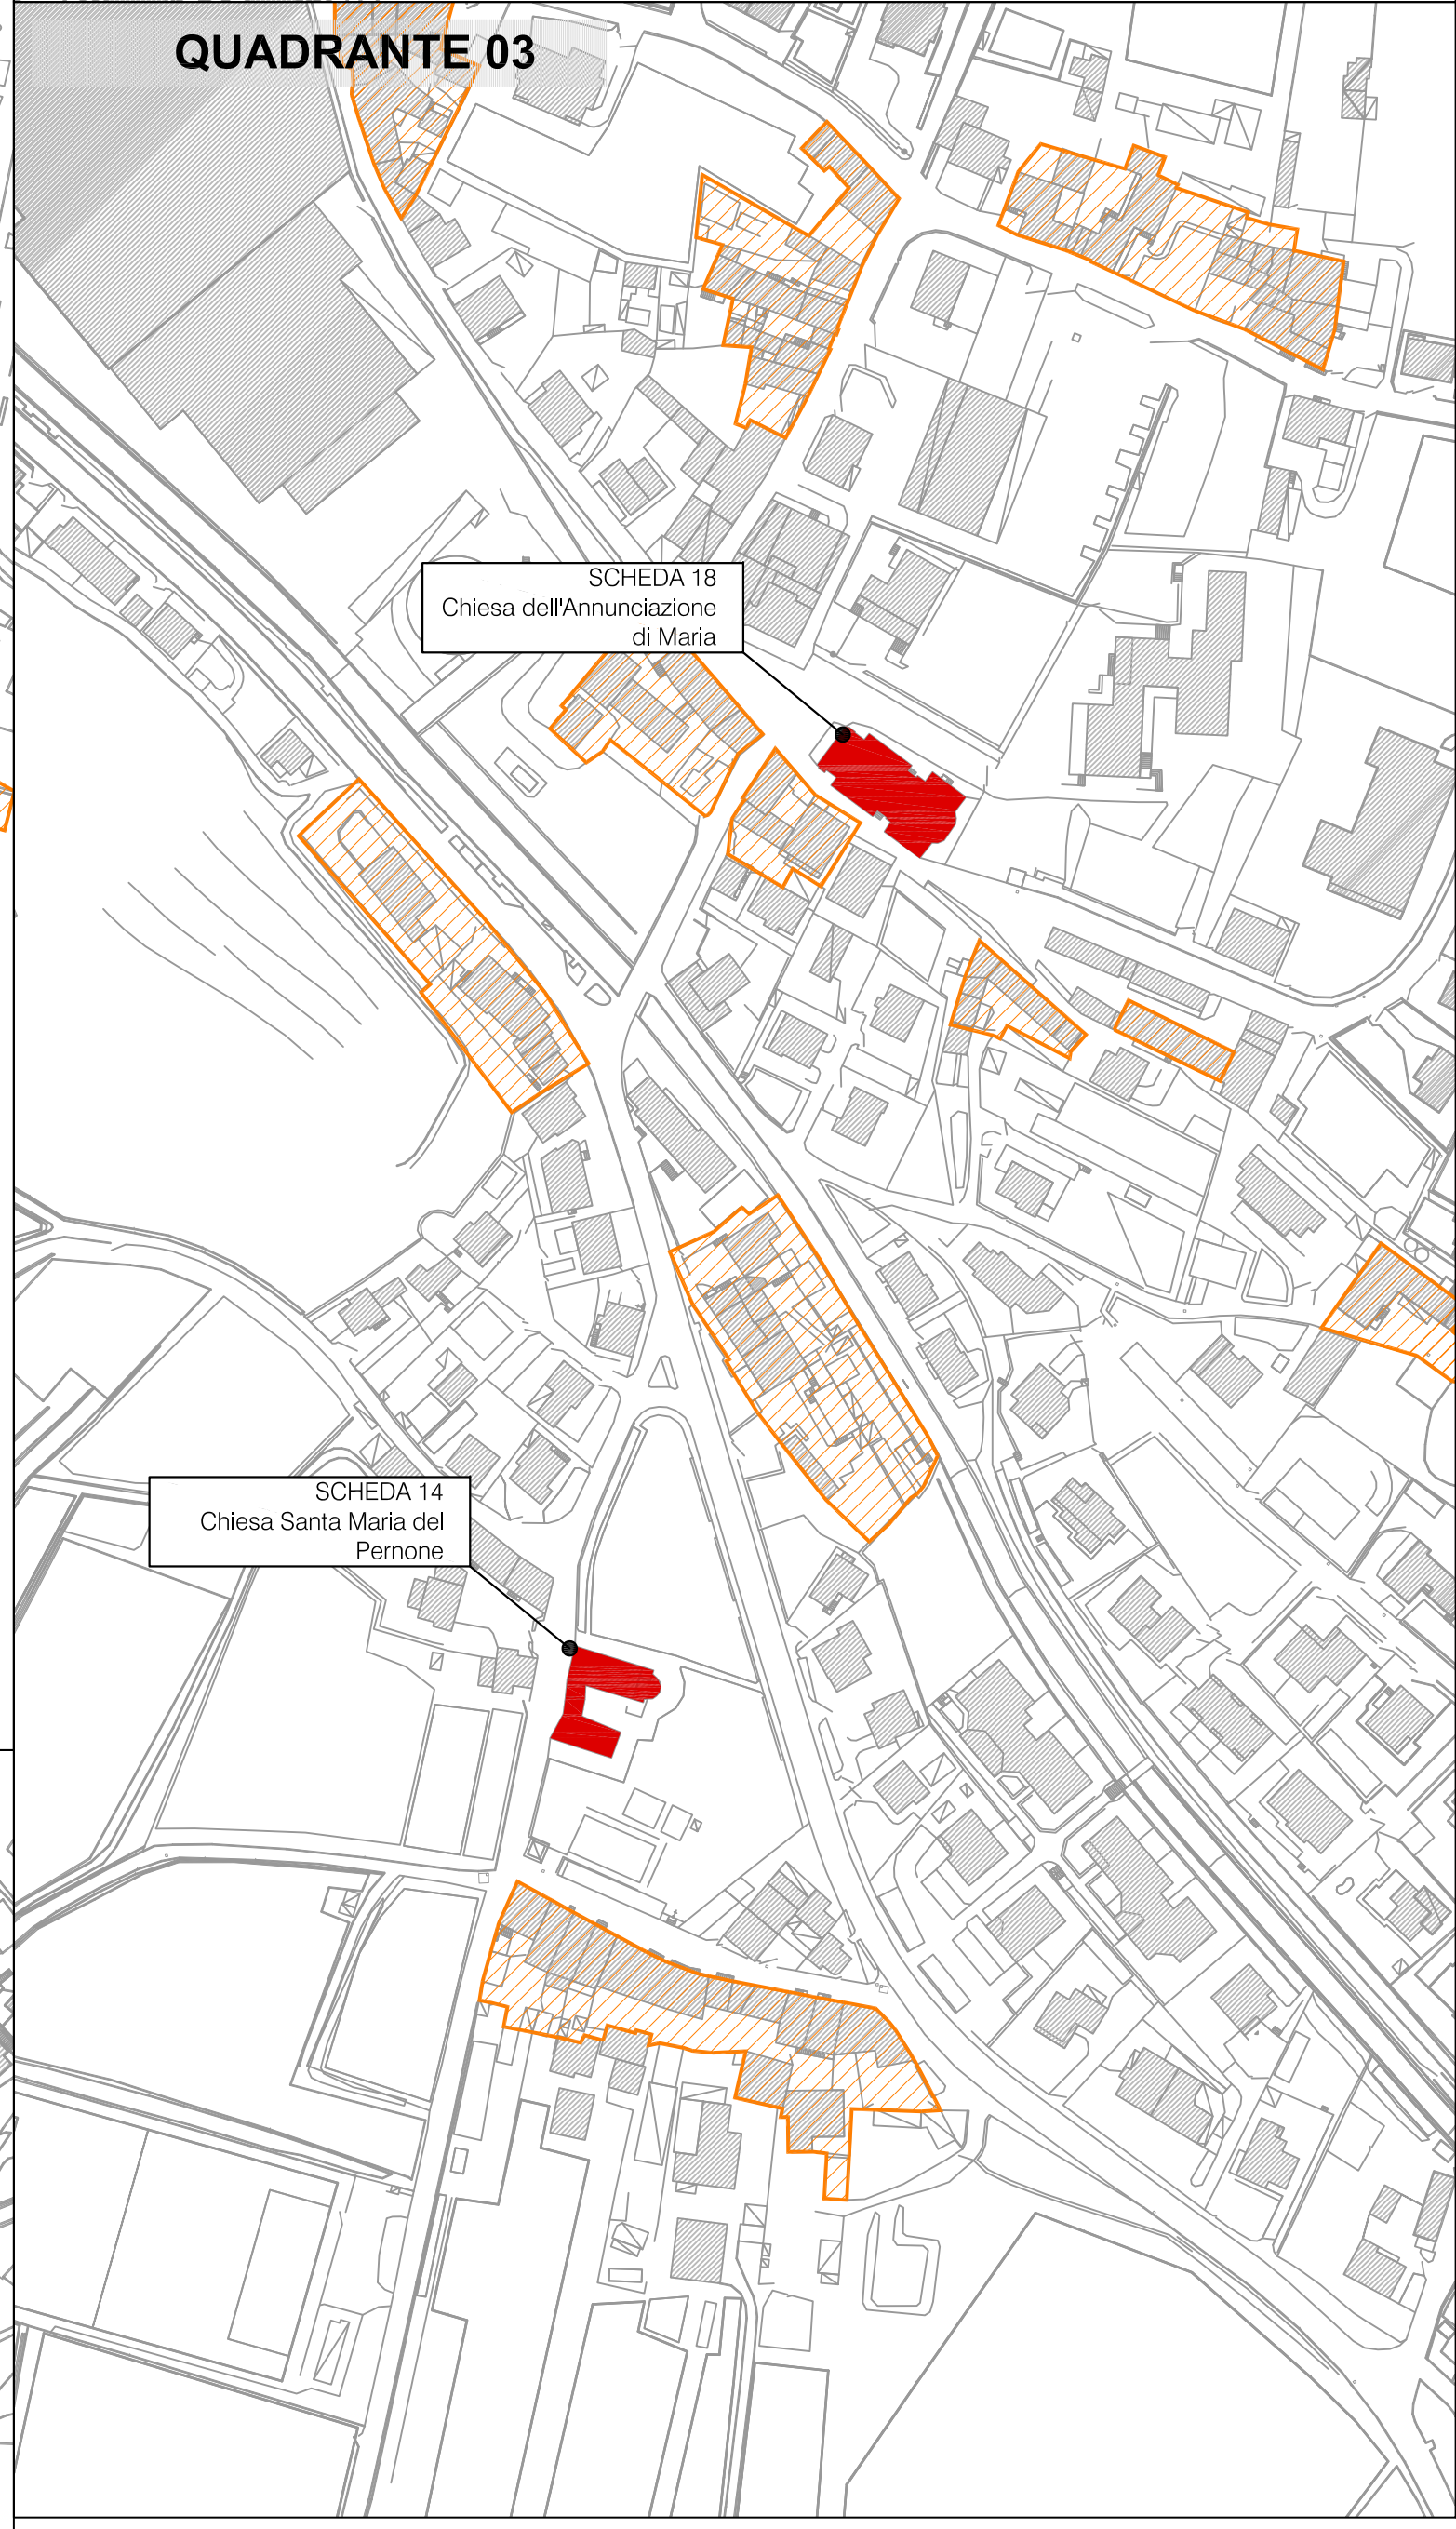 QUADRANTE 03
SCHEDA 18
Chiesa dell'Annunciazione
di Maria
SCHEDA 14
Chiesa Santa Maria del
Pernone